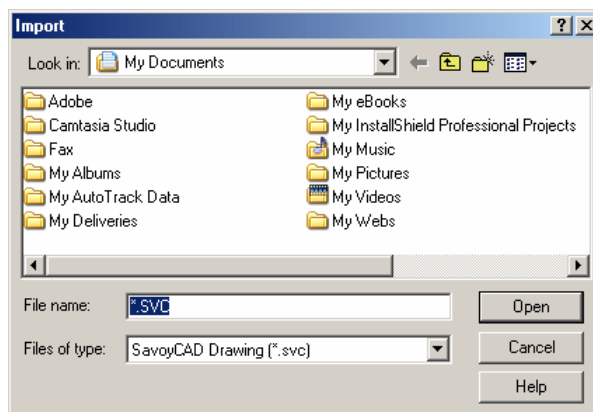 Import
Look in: My Documents
Adobe
Camtasia Studio
Fax
My Albums
My AutoTrack Data
My Deliveries
My eBooks
My InstallShield Professional Projects
My Music
My Pictures
My Videos
My Webs
File name: *.SVC Open
Files of type: SavoyCAD Drawing (*.svc) Cancel
Help